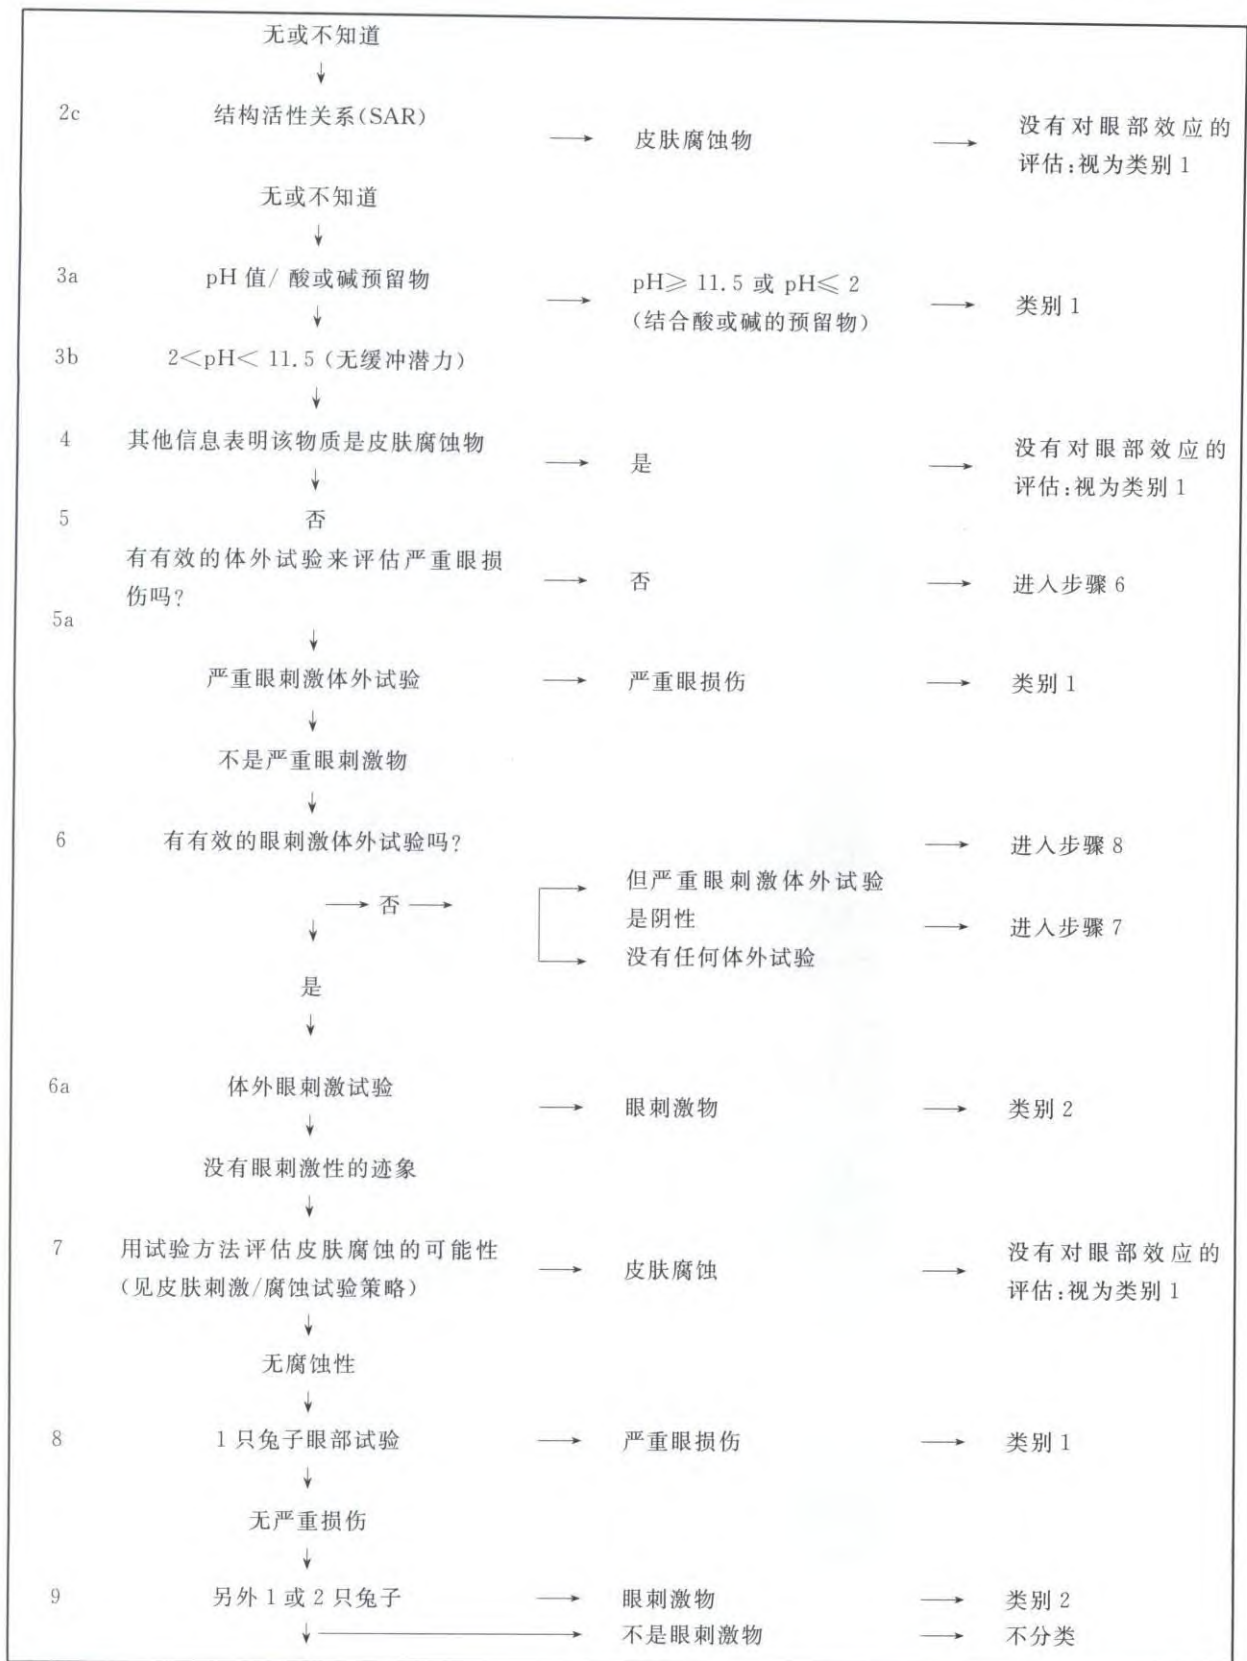 无或不知道
↓
2c 结构活性关系(SAR) → 皮肤腐蚀物 → 没有对眼部效应的
评估:视为类别 1
无或不知道
↓
3a pH 值/ 酸或碱预留物 → pH≥ 11.5 或 pH≤ 2
(结合酸或碱的预留物) → 类别 1
↓
3b 2<pH< 11.5 (无缓冲潜力)
↓
4 其他信息表明该物质是皮肤腐蚀物 → 是 → 没有对眼部效应的
评估:视为类别 1
↓
5 否
有有效的体外试验来评估严重眼损 → 否 → 进入步骤 6
伤吗?
5a
↓
严重眼刺激体外试验 → 严重眼损伤 → 类别 1
↓
不是严重眼刺激物
↓
6 有有效的眼刺激体外试验吗? → 进入步骤 8
→ 否 → 但严重眼刺激体外试验
是阴性 → 进入步骤 7
↓ 没有任何体外试验
是
↓
6a 体外眼刺激试验 → 眼刺激物 → 类别 2
↓
没有眼刺激性的迹象
↓
7 用试验方法评估皮肤腐蚀的可能性 → 皮肤腐蚀 → 没有对眼部效应的
(见皮肤刺激/腐蚀试验策略) 评估:视为类别 1
↓
无腐蚀性
↓
8 1 只兔子眼部试验 → 严重眼损伤 → 类别 1
↓
无严重损伤
↓
9 另外 1 或 2 只兔子 → 眼刺激物 → 类别 2
↓ → 不是眼刺激物 → 不分类